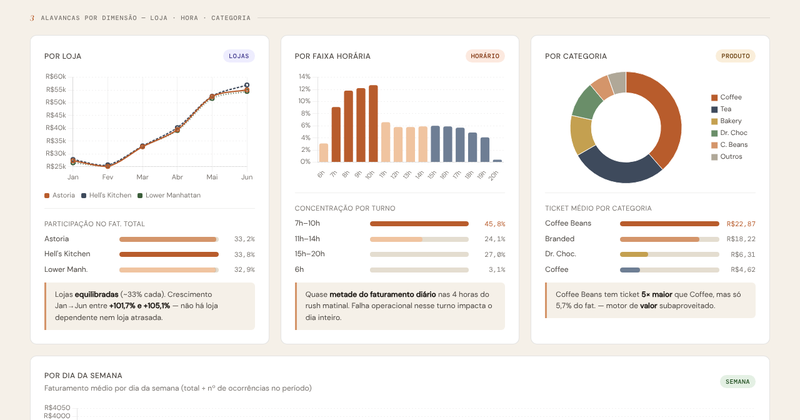 3 ALAVANCAS POR DIMENSÃO — LOJA · HORA · CATEGORIA
POR LOJA
LOJAS
R$60k
R$55k
R$50k
R$45k
R$40k
R$35k
R$30k
R$25k
Jan
Fev
Mar
Abr
Mai
Jun
Astoria
Hell's Kitchen
Lower Manhattan
PARTICIPAÇÃO NO FAT. TOTAL
Astoria 33,2%
Hell's Kitchen 33,8%
Lower Manh. 32,9%
Lojas equilibradas (~33% cada). Crescimento
Jan→Jun entre +101,7% e +105,1% — não há loja
dependente nem loja atrasada.
POR FAIXA HORÁRIA
HORÁRIO
14%
12%
10%
8%
6%
4%
2%
0%
6h
7h
8h
9h
10h
11h
12h
13h
14h
15h
16h
17h
18h
19h
20h
CONCENTRAÇÃO POR TURNO
7h–10h 45,8%
11h–14h 24,1%
15h–20h 27,0%
6h 3,1%
Quase metade do faturamento diário nas 4 horas do
rush matinal. Falha operacional nesse turno impacta o
dia inteiro.
POR CATEGORIA
PRODUTO
Coffee
Tea
Bakery
Dr. Choc
C. Beans
Outros
TICKET MÉDIO POR CATEGORIA
Coffee Beans R$22,87
Branded R$18,22
Dr. Choc. R$6,31
Coffee R$4,62
Coffee Beans tem ticket 5× maior que Coffee, mas só
5,7% do fat. — motor de valor subaproveitado.
POR DIA DA SEMANA
SEMANA
Faturamento médio por dia da semana (total ÷ nº de ocorrências no período)
R$4050
R$4000